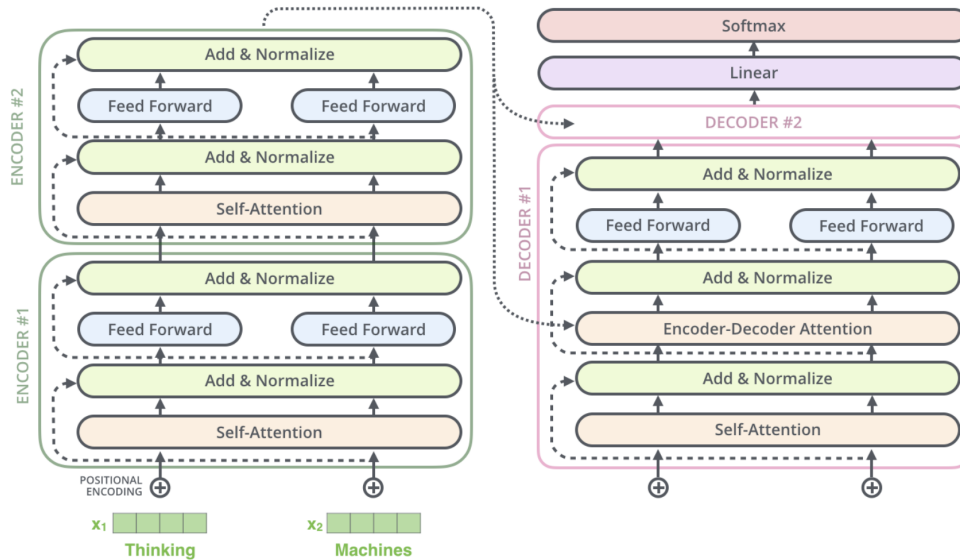 ENCODER #2
Add & Normalize
Feed Forward
Feed Forward
Add & Normalize
Self-Attention
ENCODER #1
Add & Normalize
Feed Forward
Feed Forward
Add & Normalize
Self-Attention
POSITIONAL
ENCODING
x1
x2
Thinking
Machines
Softmax
Linear
DECODER #2
DECODER #1
Add & Normalize
Feed Forward
Feed Forward
Add & Normalize
Encoder-Decoder Attention
Add & Normalize
Self-Attention